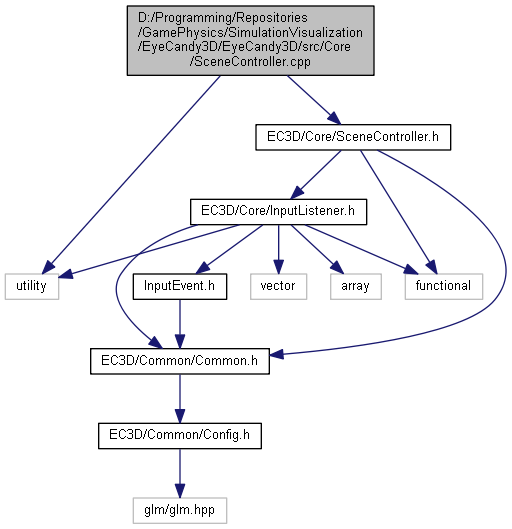 D:/Programming/Repositories
/GamePhysics/SimulationVisualization
/EyeCandy3D/EyeCandy3D/src/Core
/SceneController.cpp
EC3D/Core/SceneController.h
EC3D/Core/InputListener.h
utility
InputEvent.h
vector
array
functional
EC3D/Common/Common.h
EC3D/Common/Config.h
glm/glm.hpp